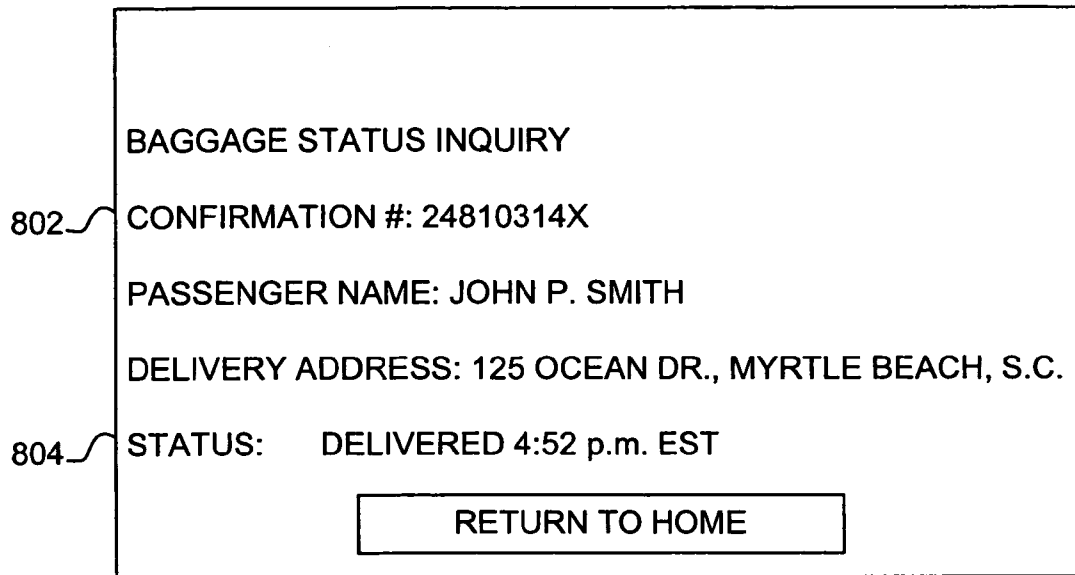 BAGGAGE STATUS INQUIRY
802 CONFIRMATION #: 24810314X
PASSENGER NAME: JOHN P. SMITH
DELIVERY ADDRESS: 125 OCEAN DR., MYRTLE BEACH, S.C.
804 STATUS: DELIVERED 4:52 p.m. EST
RETURN TO HOME